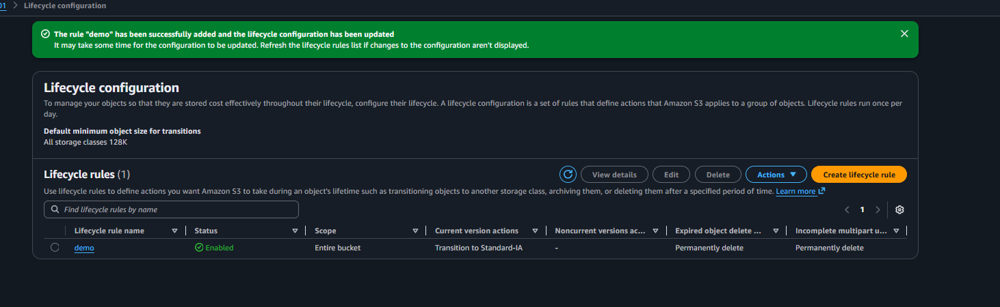 01 > Lifecycle configuration
The rule "demo" has been successfully added and the lifecycle configuration has been updated
It may take some time for the configuration to be updated. Refresh the lifecycle rules list if changes to the configuration aren't displayed.
Lifecycle configuration
To manage your objects so that they are stored cost effectively throughout their lifecycle, configure their lifecycle. A lifecycle configuration is a set of rules that define actions that Amazon S3 applies to a group of objects. Lifecycle rules run once per
day.
Default minimum object size for transitions
All storage classes 128K
Lifecycle rules (1) View details Edit Delete Actions Create lifecycle rule
Use lifecycle rules to define actions you want Amazon S3 to take during an object's lifetime such as transitioning objects to another storage class, archiving them, or deleting them after a specified period of time. Learn more
Find lifecycle rules by name 1
Lifecycle rule name Status Scope Current version actions Noncurrent versions ac... Expired object delete ... Incomplete multipart u...
demo Enabled Entire bucket Transition to Standard-IA - Permanently delete Permanently delete